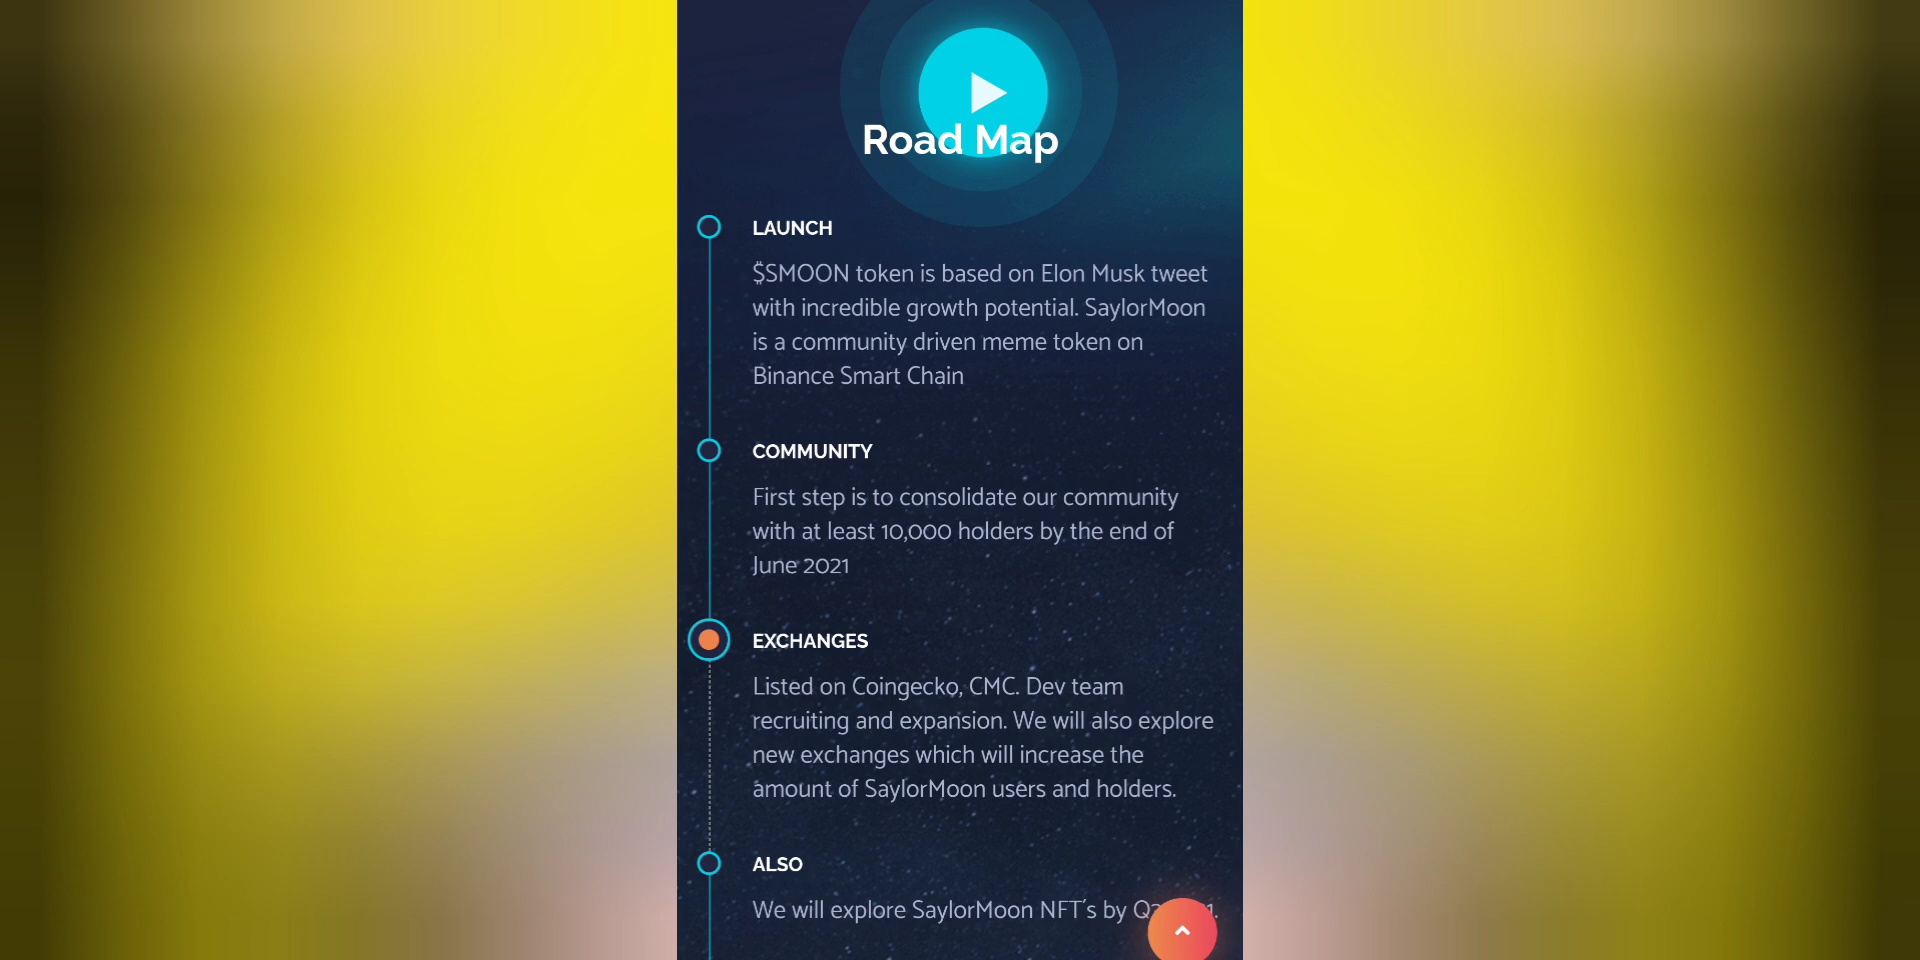 Road Map
LAUNCH
$SMOON token is based on Elon Musk tweet
with incredible growth potential. SaylorMoon
is a community driven meme token on
Binance Smart Chain
COMMUNITY
First step is to consolidate our community
with at least 10,000 holders by the end of
June 2021
EXCHANGES
Listed on Coingecko, CMC. Dev team
recruiting and expansion. We will also explore
new exchanges which will increase the
amount of SaylorMoon users and holders.
ALSO
We will explore SaylorMoon NFT´s by